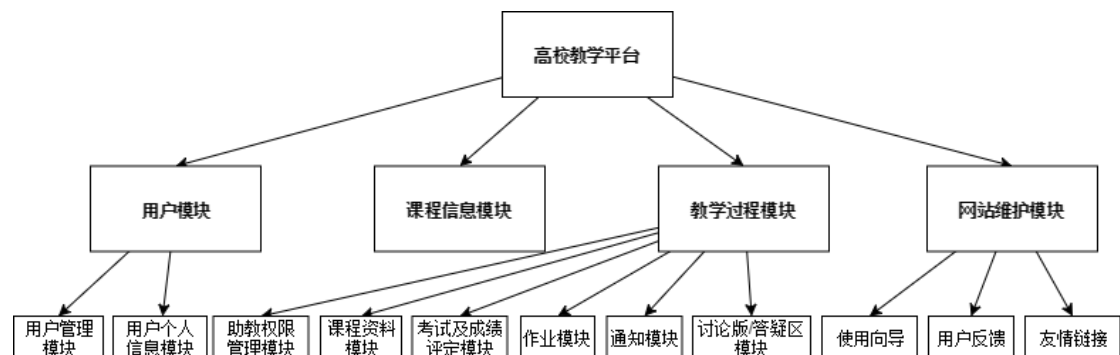 高校教学平台
用户模块
课程信息模块
教学过程模块
网站维护模块
用户管理
模块
用户个人
信息模块
助教权限
管理模块
课程资料
模块
考试及成绩
评定模块
作业模块
通知模块
讨论版/答疑区
模块
使用向导
用户反馈
友情链接